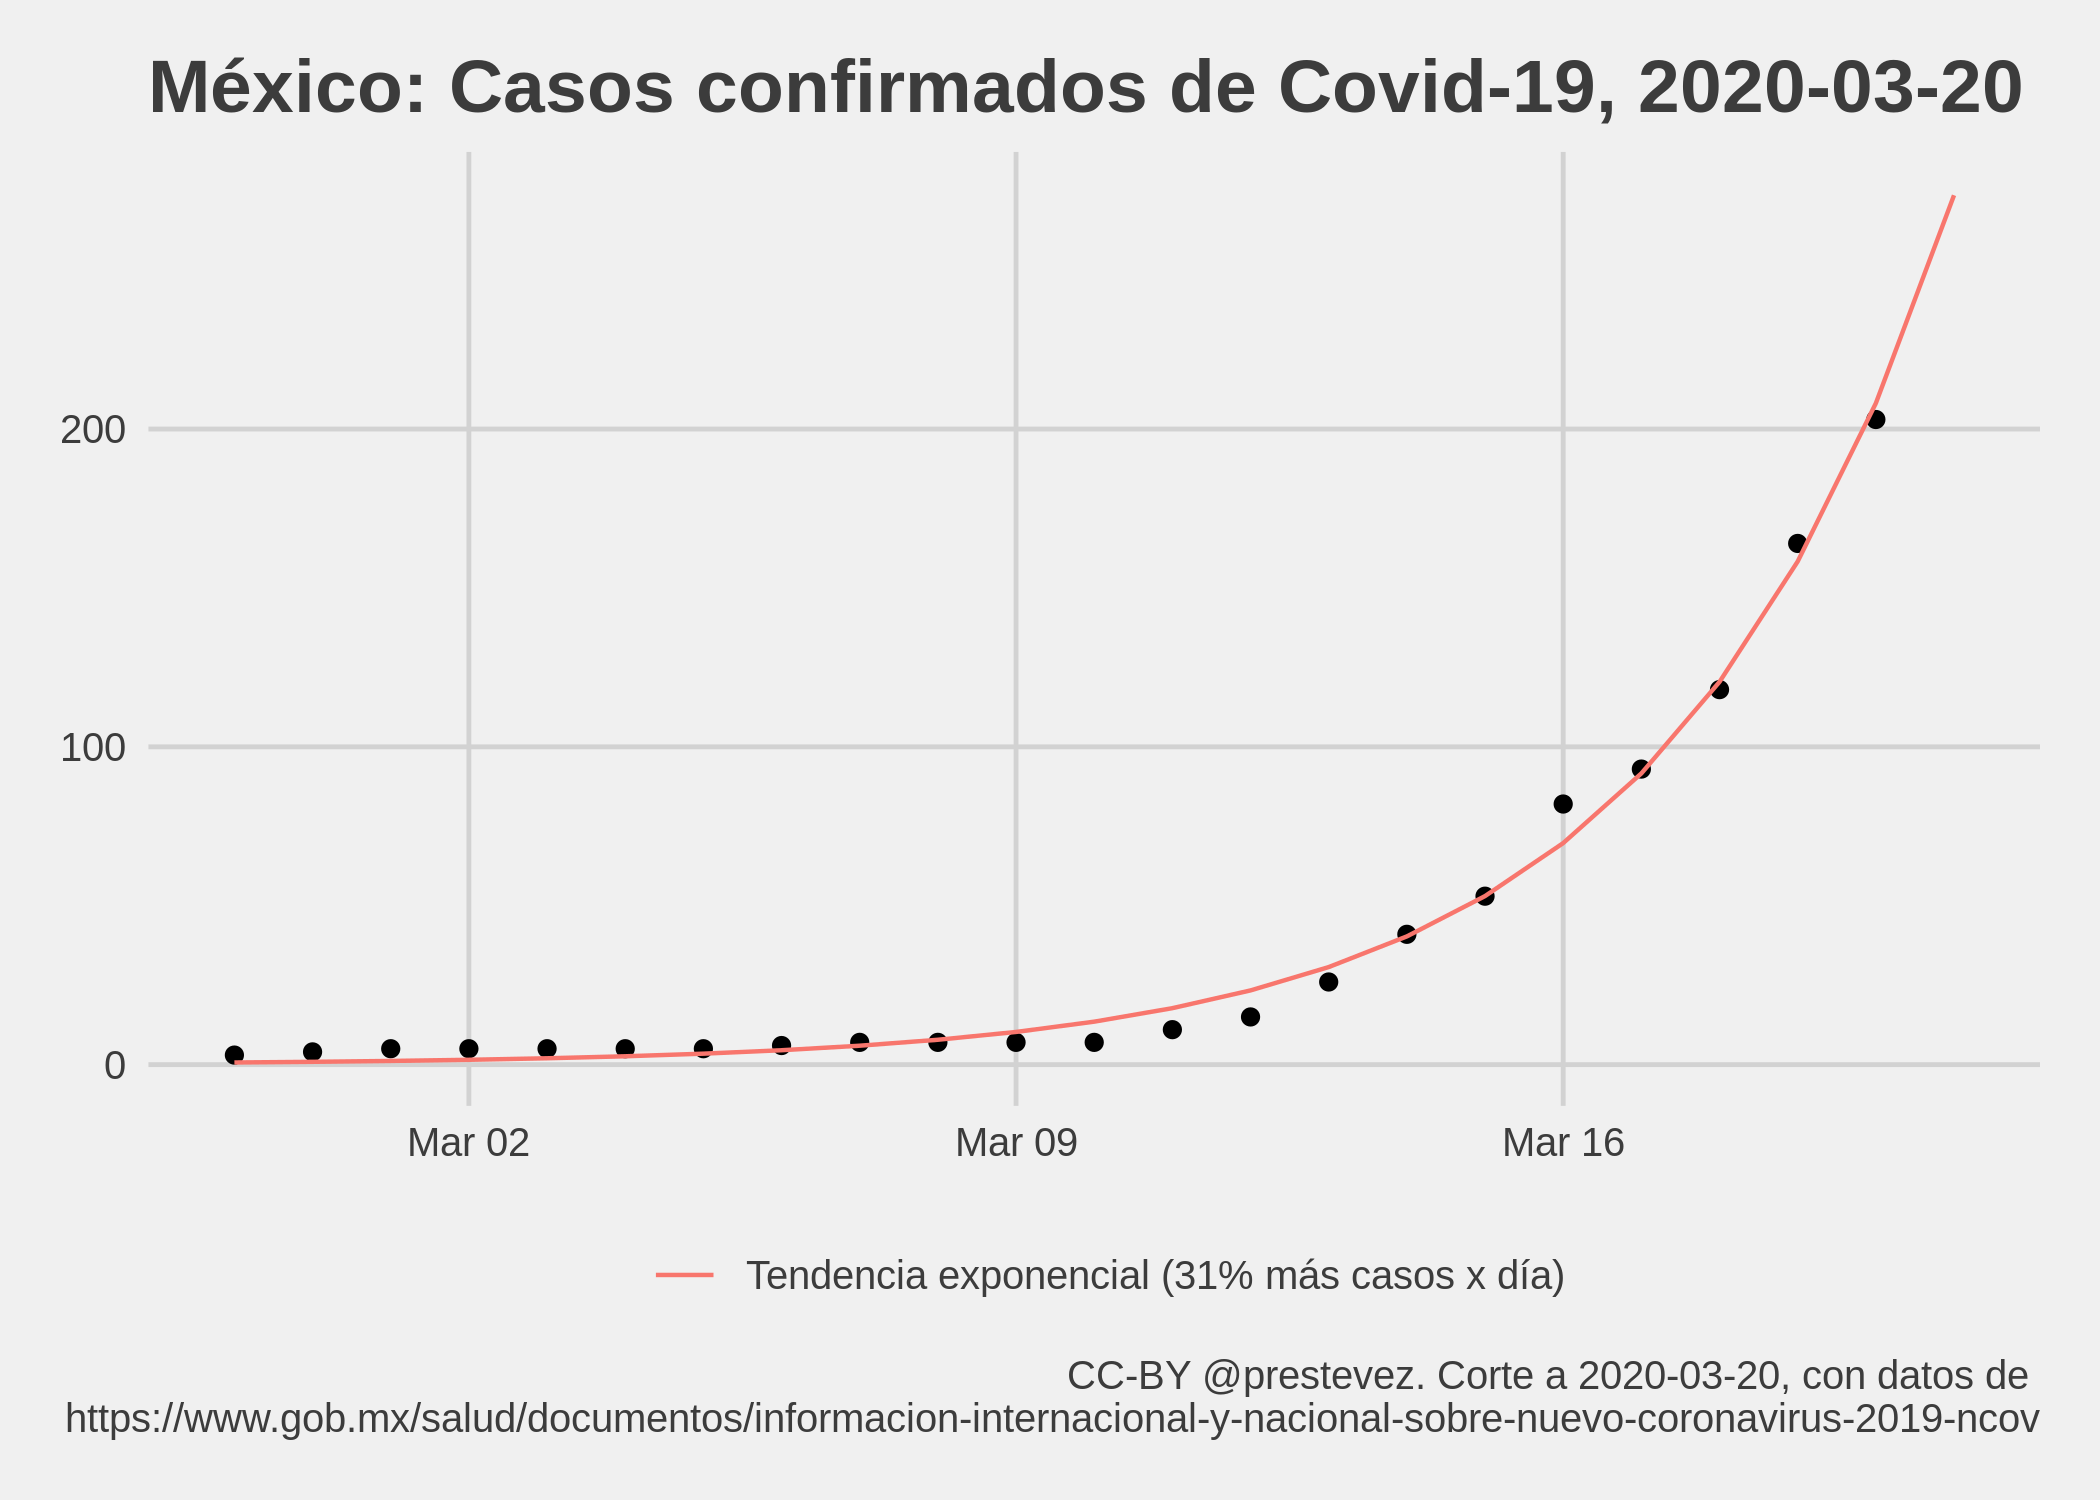 México: Casos confirmados de Covid-19, 2020-03-20
200
100
0
Mar 02
Mar 09
Mar 16
Tendencia exponencial (31% más casos x día)
CC-BY @prestevez. Corte a 2020-03-20, con datos de
https://www.gob.mx/salud/documentos/informacion-internacional-y-nacional-sobre-nuevo-coronavirus-2019-ncov